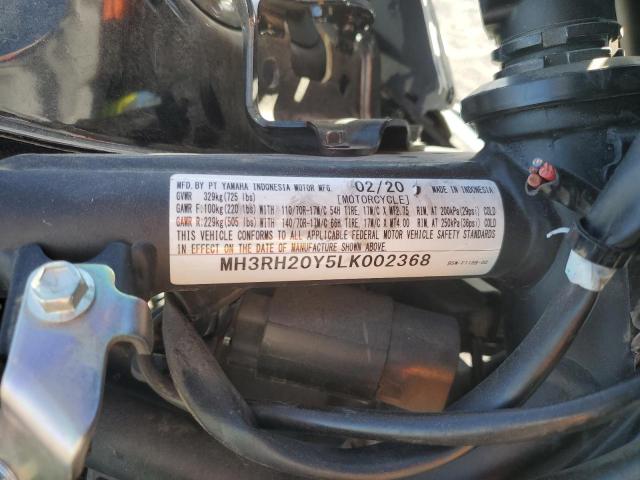 MFD. BY PT YAMAHA INDONESIA MOTOR MFG. 02/20 MADE IN INDONESIA
GVWR 329kg(725 lbs) [MOTORCYCLE]
GAWR F:100kg(220 lbs)WITH 110/70R-17M/C 54H TIRE, 17M/C X MT2.75 RIM, AT 200kPa(29psi) COLD
GAWR R:229kg(505 lbs)WITH 140/70R-17M/C 66H TIRE, 17M/C X MT4.00 RIM, AT 250kPa(36psi) COLD
THIS VEHICLE CONFORMS TO ALL APPLICABLE FEDERAL MOTOR VEHICLE SAFETY STANDARDS
IN EFFECT ON THE DATE OF MANUFACTURE SHOWN ABOVE.
MH3RH20Y5LK002368